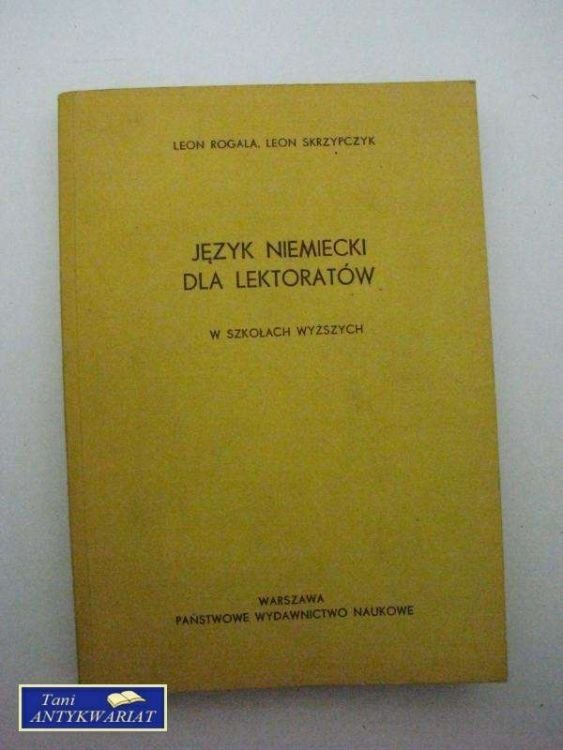 LEON ROGALA, LEON SKRZYPCZYK
JĘZYK NIEMIECKI
DLA LEKTORATÓW
W SZKOŁACH WYŻSZYCH
WARSZAWA
PAŃSTWOWE WYDAWNICTWO NAUKOWE
Tani
ANTYKWARIAT